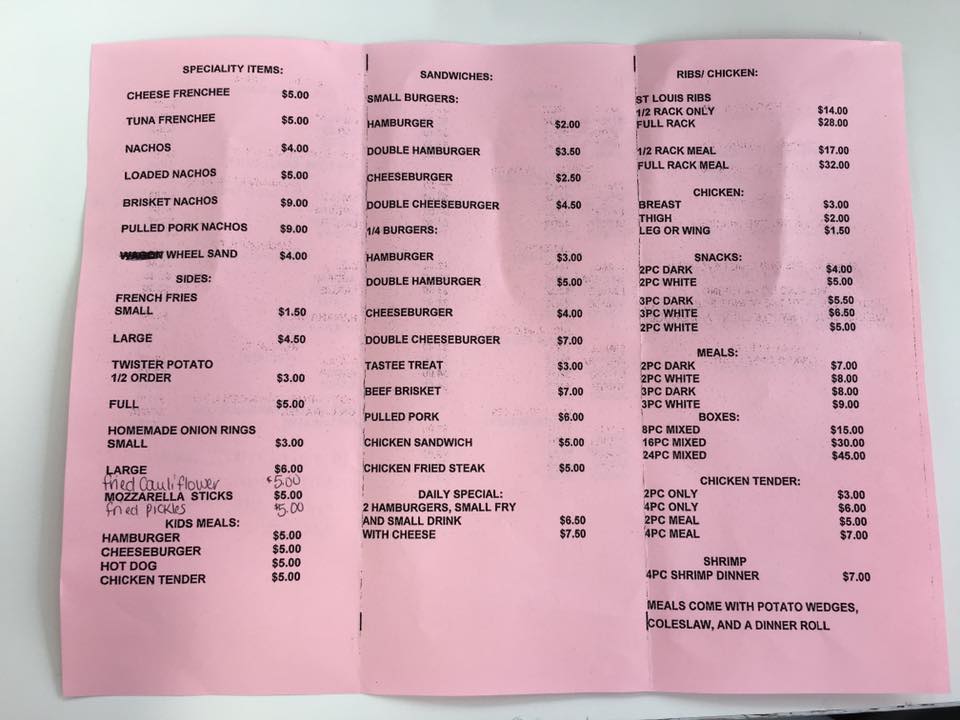 SPECIALITY ITEMS:
CHEESE FRENCHEE $5.00
TUNA FRENCHEE $5.00
NACHOS $4.00
LOADED NACHOS $5.00
BRISKET NACHOS $9.00
PULLED PORK NACHOS $9.00
WAGON WHEEL SAND $4.00
SIDES:
FRENCH FRIES
SMALL $1.50
LARGE $4.50
TWISTER POTATO
1/2 ORDER $3.00
FULL $5.00
HOMEMADE ONION RINGS
SMALL $3.00
LARGE $6.00
fried Cauliflower $5.00
MOZZARELLA STICKS $5.00
fried pickles $5.00
KIDS MEALS:
HAMBURGER $5.00
CHEESEBURGER $5.00
HOT DOG $5.00
CHICKEN TENDER $5.00
SANDWICHES:
SMALL BURGERS:
HAMBURGER $2.00
DOUBLE HAMBURGER $3.50
CHEESEBURGER $2.50
DOUBLE CHEESEBURGER $4.50
1/4 BURGERS:
HAMBURGER $3.00
DOUBLE HAMBURGER $5.00
CHEESEBURGER $4.00
DOUBLE CHEESEBURGER $7.00
TASTEE TREAT $3.00
BEEF BRISKET $7.00
PULLED PORK $6.00
CHICKEN SANDWICH $5.00
CHICKEN FRIED STEAK $5.00
DAILY SPECIAL:
2 HAMBURGERS, SMALL FRY
AND SMALL DRINK $6.50
WITH CHEESE $7.50
RIBS/ CHICKEN:
ST LOUIS RIBS
1/2 RACK ONLY $14.00
FULL RACK $28.00
1/2 RACK MEAL $17.00
FULL RACK MEAL $32.00
CHICKEN:
BREAST $3.00
THIGH $2.00
LEG OR WING $1.50
SNACKS:
2PC DARK $4.00
2PC WHITE $5.00
3PC DARK $5.50
3PC WHITE $6.50
2PC WHITE $5.00
MEALS:
2PC DARK $7.00
2PC WHITE $8.00
3PC DARK $8.00
3PC WHITE $9.00
BOXES:
8PC MIXED $15.00
16PC MIXED $30.00
24PC MIXED $45.00
CHICKEN TENDER:
2PC ONLY $3.00
4PC ONLY $6.00
2PC MEAL $5.00
4PC MEAL $7.00
SHRIMP
4PC SHRIMP DINNER $7.00
MEALS COME WITH POTATO WEDGES,
COLESLAW, AND A DINNER ROLL